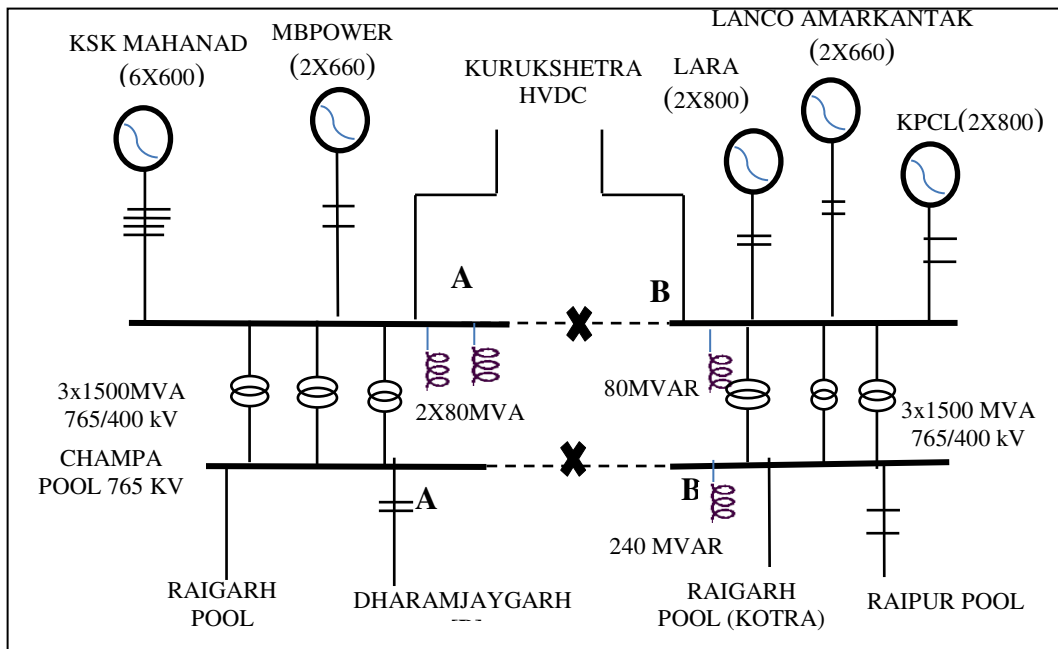 KSK MAHANAD
(6X600)
MBPOWER
(2X660)
KURUKSHETRA
HVDC
LARA
(2X800)
LANCO AMARKANTAK
(2X660)
KPCL(2X800)
A
B
3x1500MVA
765/400 kV
2X80MVA
80MVAR
3x1500 MVA
765/400 kV
CHAMPA
POOL 765 KV
A
B
240 MVAR
RAIGARH
POOL
DHARAMJAYGARH
RAIGARH
POOL (KOTRA)
RAIPUR POOL